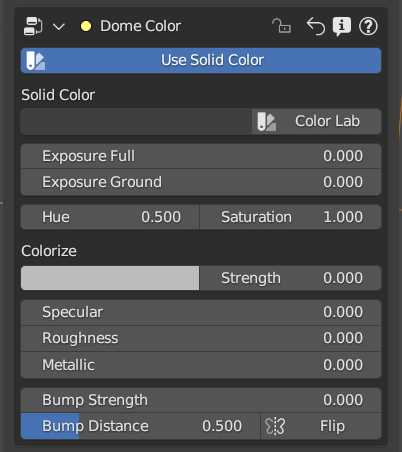 Dome Color
Use Solid Color
Solid Color
Color Lab
Exposure Full 0.000
Exposure Ground 0.000
Hue 0.500 Saturation 1.000
Colorize
Strength 0.000
Specular 0.000
Roughness 0.000
Metallic 0.000
Bump Strength 0.000
Bump Distance 0.500 Flip